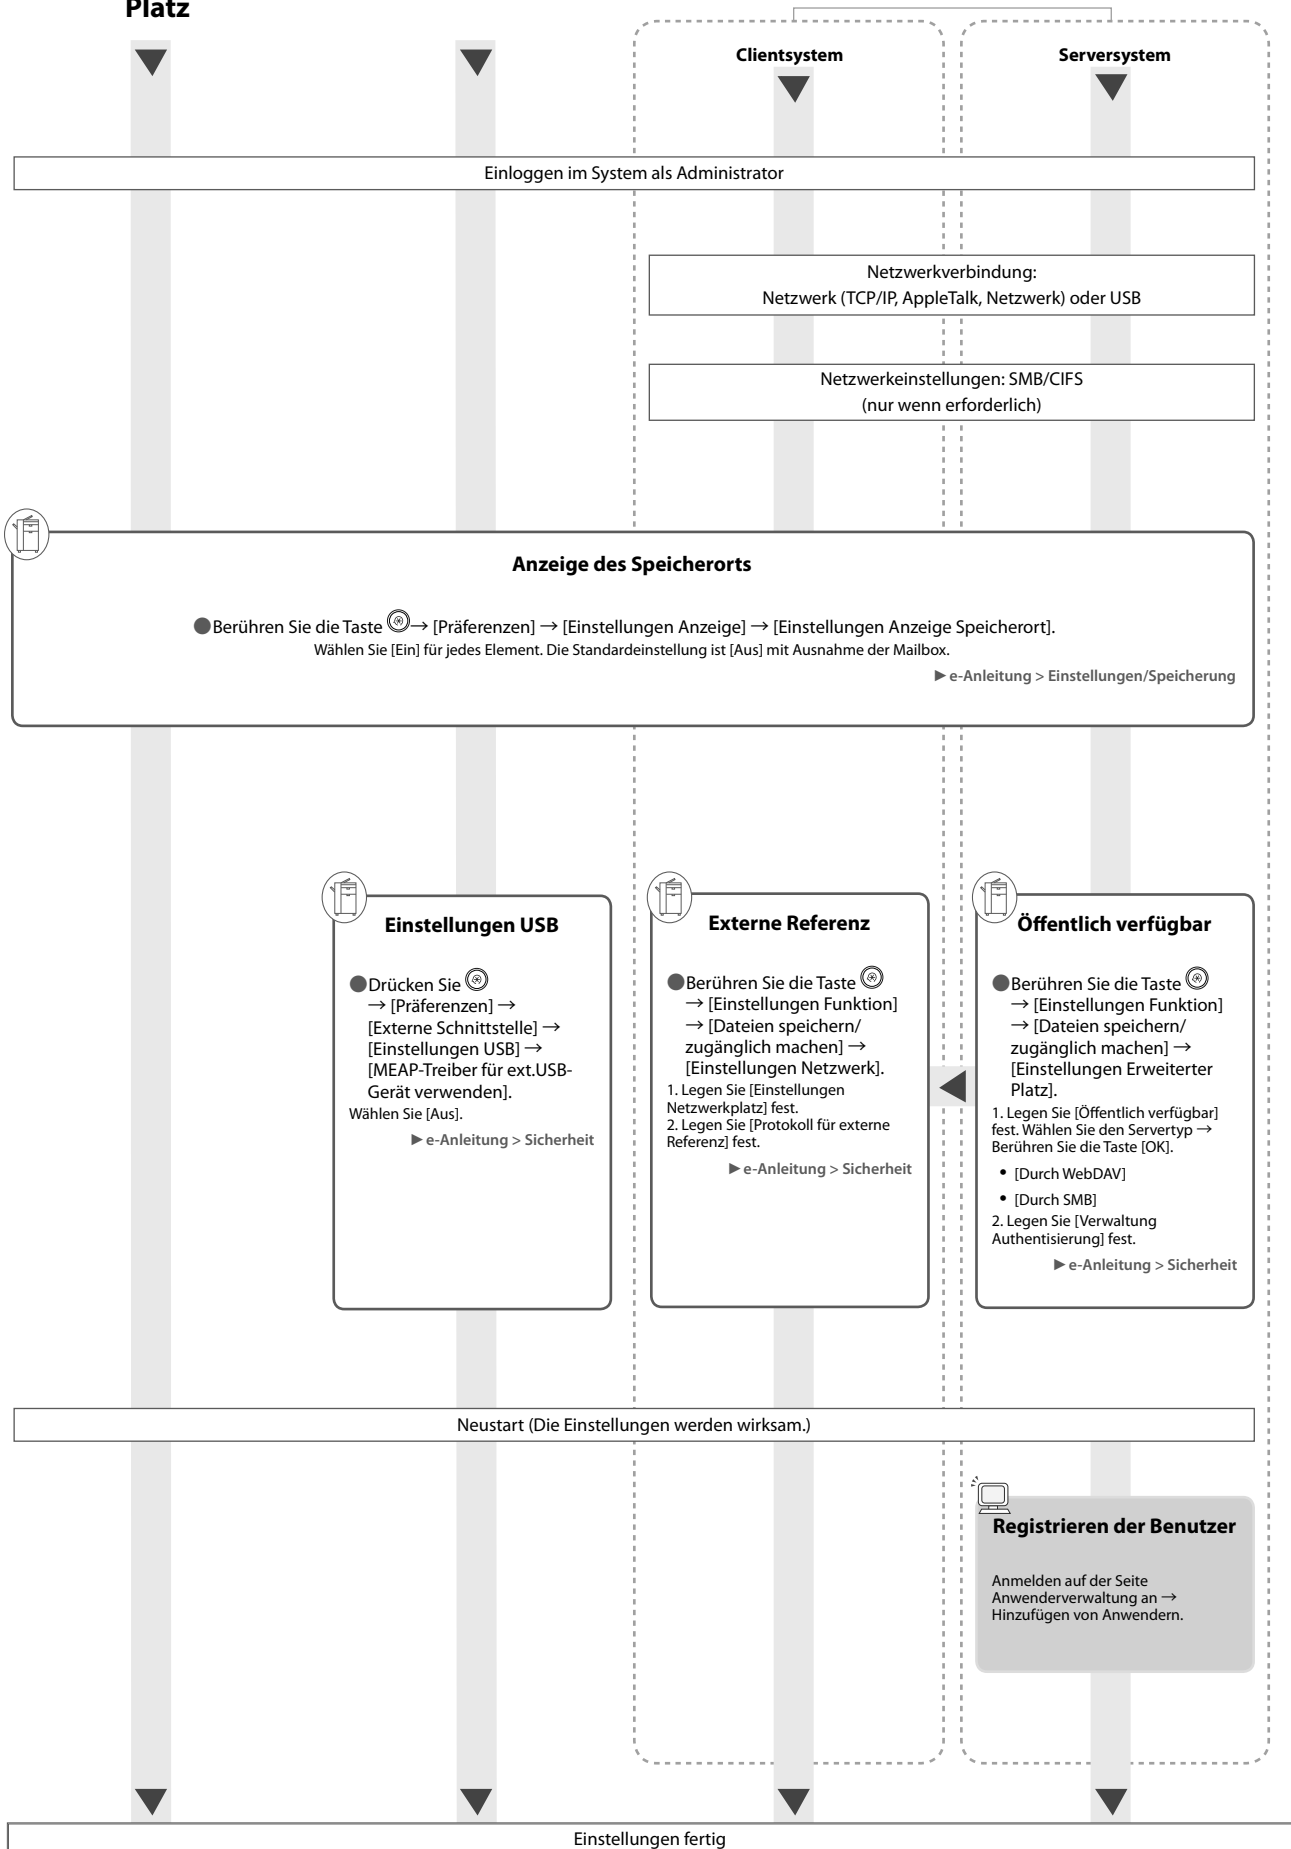 Platz
Clientsystem
Serversystem
Einloggen im System als Administrator
Netzwerkverbindung:
Netzwerk (TCP/IP, AppleTalk, Netzwerk) oder USB
Netzwerkeinstellungen: SMB/CIFS
(nur wenn erforderlich)
Anzeige des Speicherorts
●Berühren Sie die Taste → [Präferenzen] → [Einstellungen Anzeige] → [Einstellungen Anzeige Speicherort].
Wählen Sie [Ein] für jedes Element. Die Standardeinstellung ist [Aus] mit Ausnahme der Mailbox.
►e-Anleitung > Einstellungen/Speicherung
Einstellungen USB
●Drücken Sie
→ [Präferenzen] →
[Externe Schnittstelle] →
[Einstellungen USB] →
[MEAP-Treiber für ext.USB-
Gerät verwenden].
Wählen Sie [Aus].
►e-Anleitung > Sicherheit
Externe Referenz
●Berühren Sie die Taste
→ [Einstellungen Funktion]
→ [Dateien speichern/
zugänglich machen] →
[Einstellungen Netzwerk].
1. Legen Sie [Einstellungen
Netzwerkplatz] fest.
2. Legen Sie [Protokoll für externe
Referenz] fest.
►e-Anleitung > Sicherheit
Öffentlich verfügbar
●Berühren Sie die Taste
→ [Einstellungen Funktion]
→ [Dateien speichern/
zugänglich machen] →
[Einstellungen Erweiterter
Platz].
1. Legen Sie [Öffentlich verfügbar]
fest. Wählen Sie den Servertyp →
Berühren Sie die Taste [OK].
• [Durch WebDAV]
• [Durch SMB]
2. Legen Sie [Verwaltung
Authentisierung] fest.
►e-Anleitung > Sicherheit
Neustart (Die Einstellungen werden wirksam.)
Registrieren der Benutzer
Anmelden auf der Seite
Anwenderverwaltung an →
Hinzufügen von Anwendern.
Einstellungen fertig